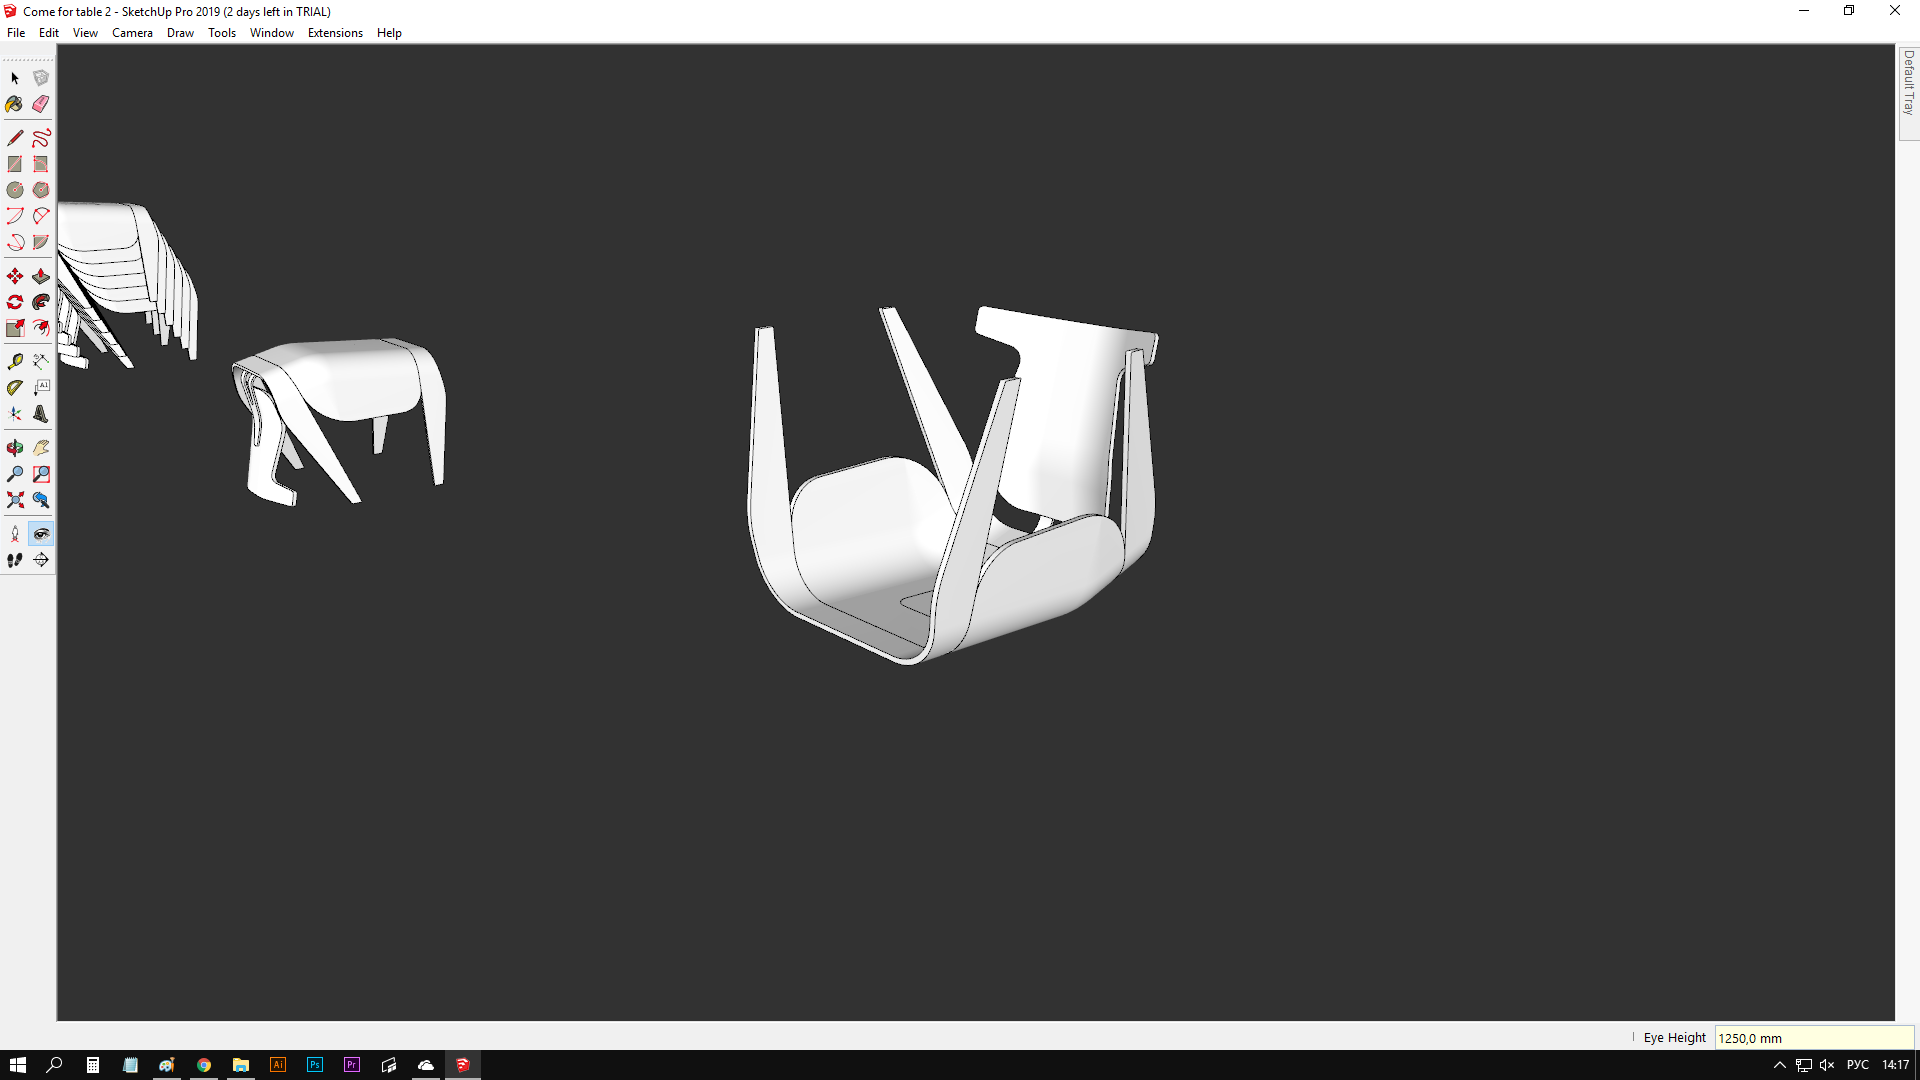 Come for table 2 - SketchUp Pro 2019 (2 days left in TRIAL)
File Edit View Camera Draw Tools Window Extensions Help
Default Tray
A1
Eye Height 1250,0 mm
Ai Ps Pr РУС 14:17